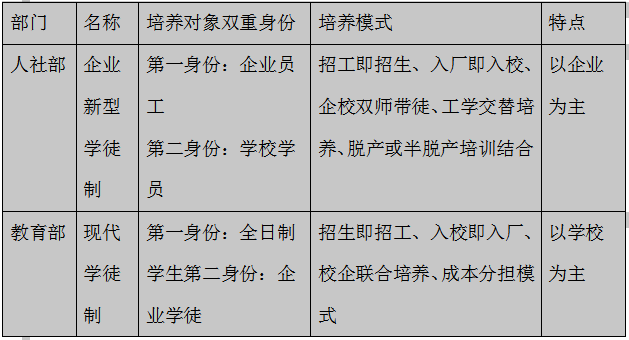 部门 名称 培养对象双重身份 培养模式 特点
人社部 企业 第一身份：企业员 招工即招生、入厂即入校、 以企业
新型 工 企校双师带徒、工学交替培 为主
学徒 第二身份：学校学 养、脱产或半脱产培训结合
制 员
教育部 现代 第一身份：全日制 招生即招工、入校即入厂、 以学校
学徒 学生第二身份：企 校企联合培养、成本分担模 为主
制 业学徒 式